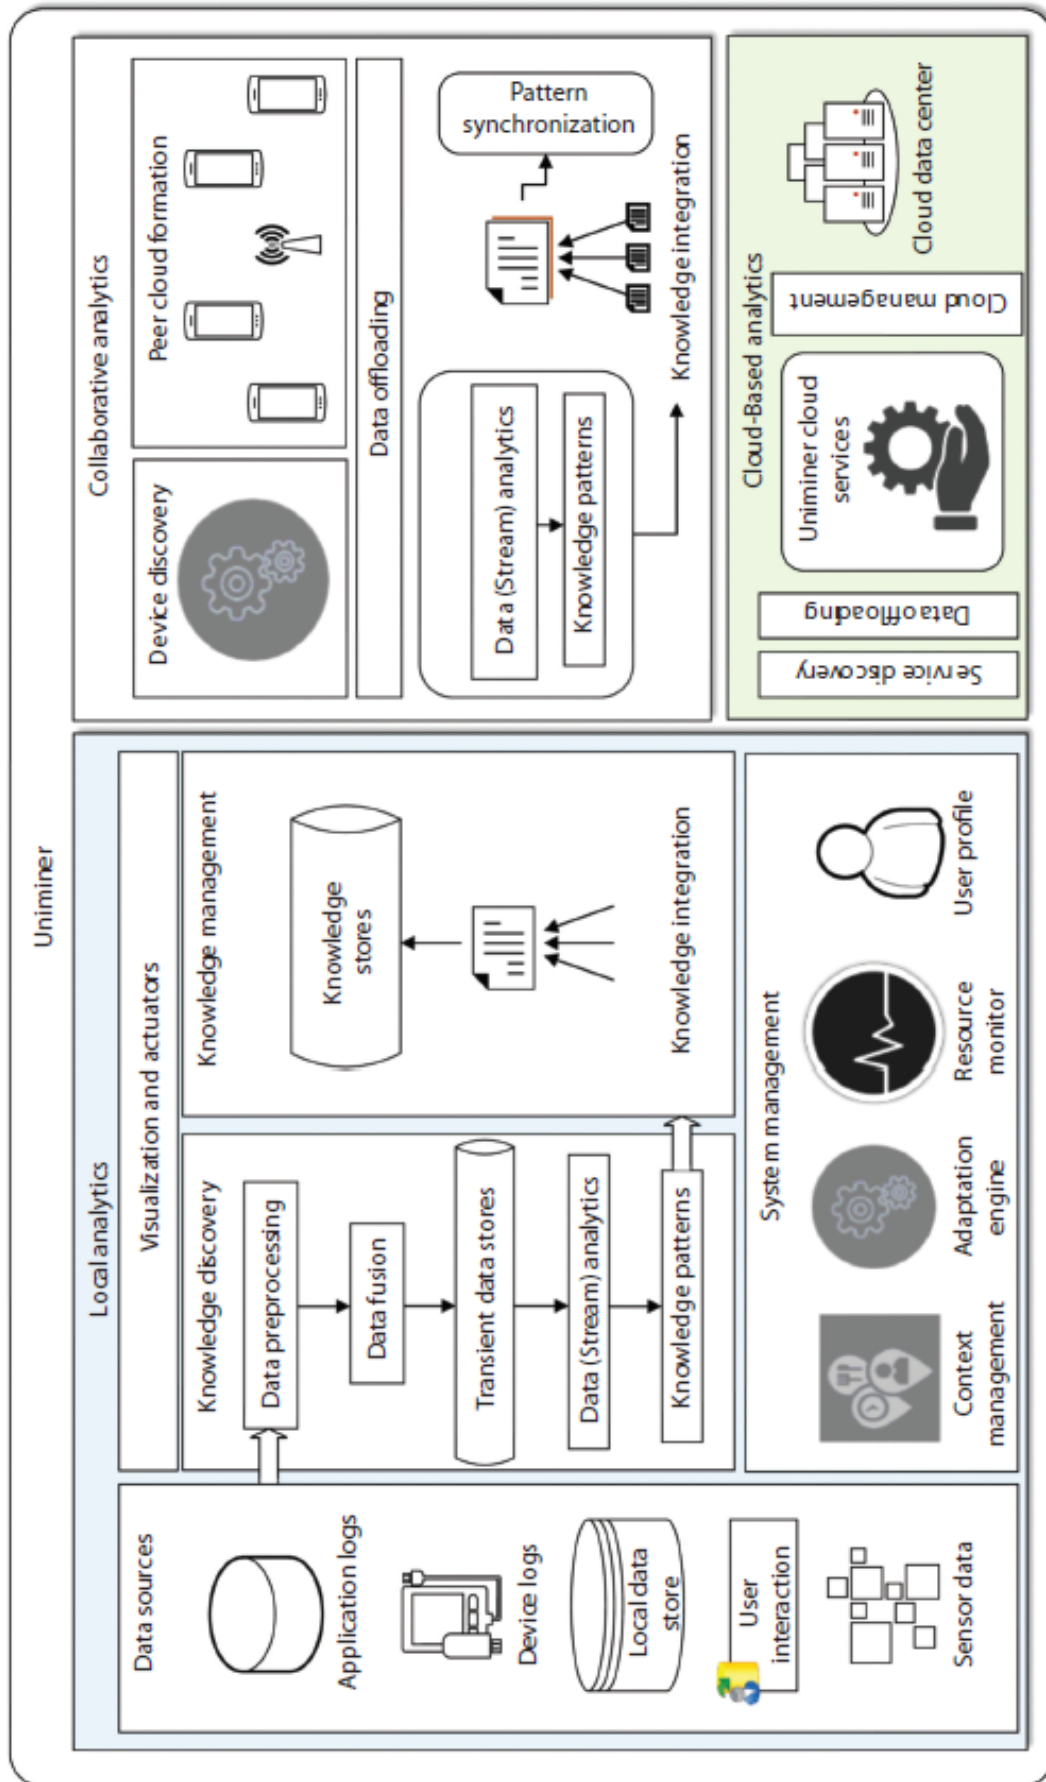 Uniminer
Local analytics
Data sources
Application logs
Device logs
Local data
store
User
interaction
Sensor data
Visualization and actuators
Knowledge discovery
Data preprocessing
Data fusion
Transient data stores
Data (Stream) analytics
Knowledge patterns
Knowledge management
Knowledge
stores
Knowledge integration
System management
Context
management
Adaptation
engine
Resource
monitor
User profile
Collaborative analytics
Device discovery
Peer cloud formation
Data offloading
Data (Stream) analytics
Knowledge patterns
Pattern
synchronization
Knowledge integration
Cloud-Based analytics
Service discovery
Data offloading
Uniminer cloud
services
Cloud management
Cloud data center